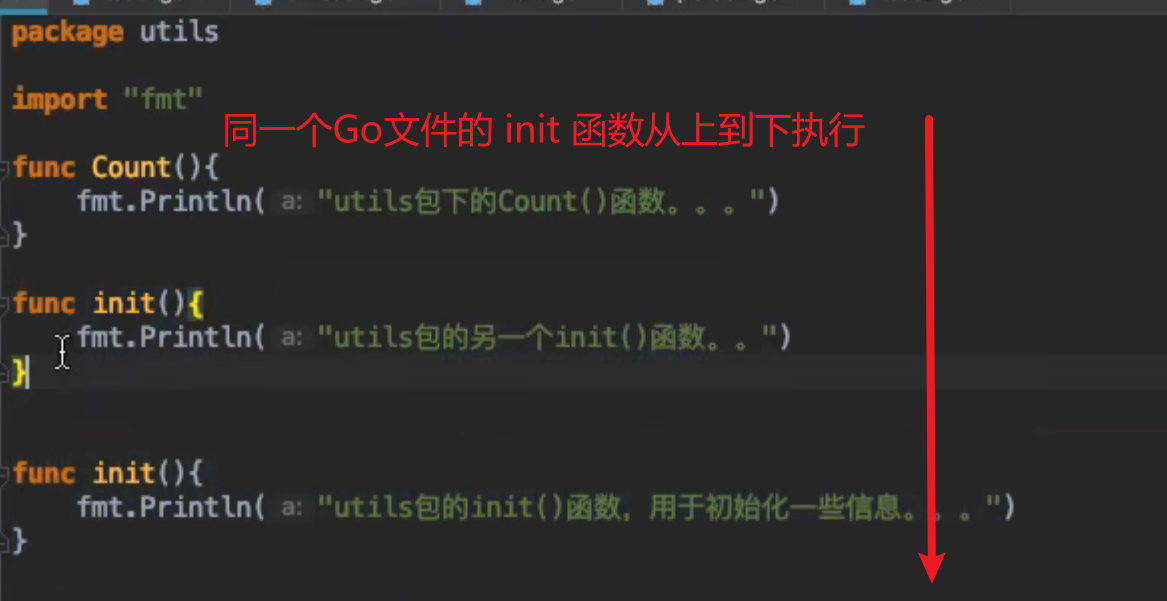 package utils
import "fmt"
同一个Go文件的 init 函数从上到下执行
func Count(){
fmt.Println( a: "utils包下的Count()函数。。。")
}
func init(){
fmt.Println( a: "utils包的另一个init()函数。。")
}
func init(){
fmt.Println( a: "utils包的init()函数，用于初始化一些信息。。。")
}